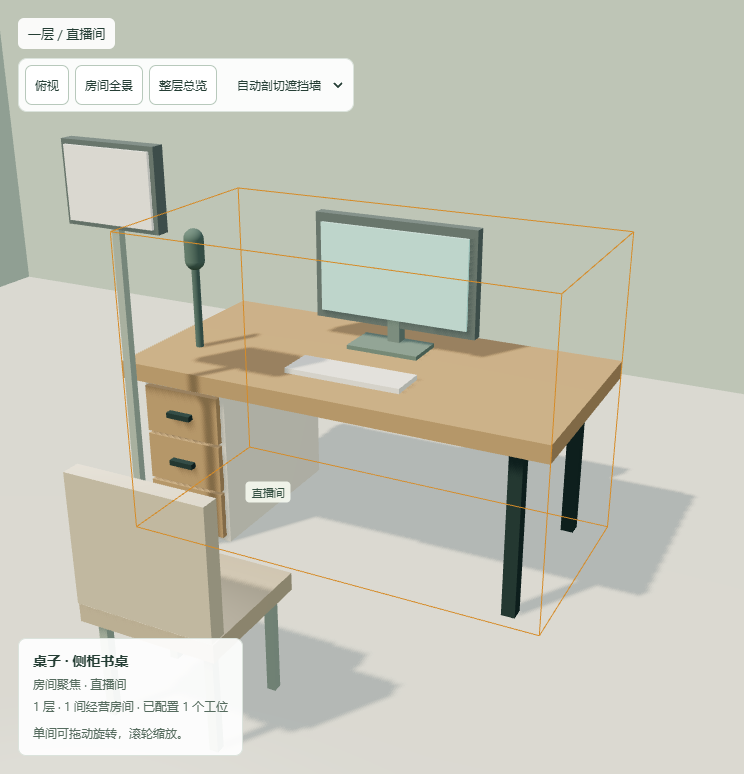 一层 / 直播间
俯视 房间全景 整层总览 自动剖切遮挡墙
直播间
桌子 · 侧柜书桌
房间聚焦 · 直播间
1 层 · 1 间经营房间 · 已配置 1 个工位
单间可拖动旋转，滚轮缩放。